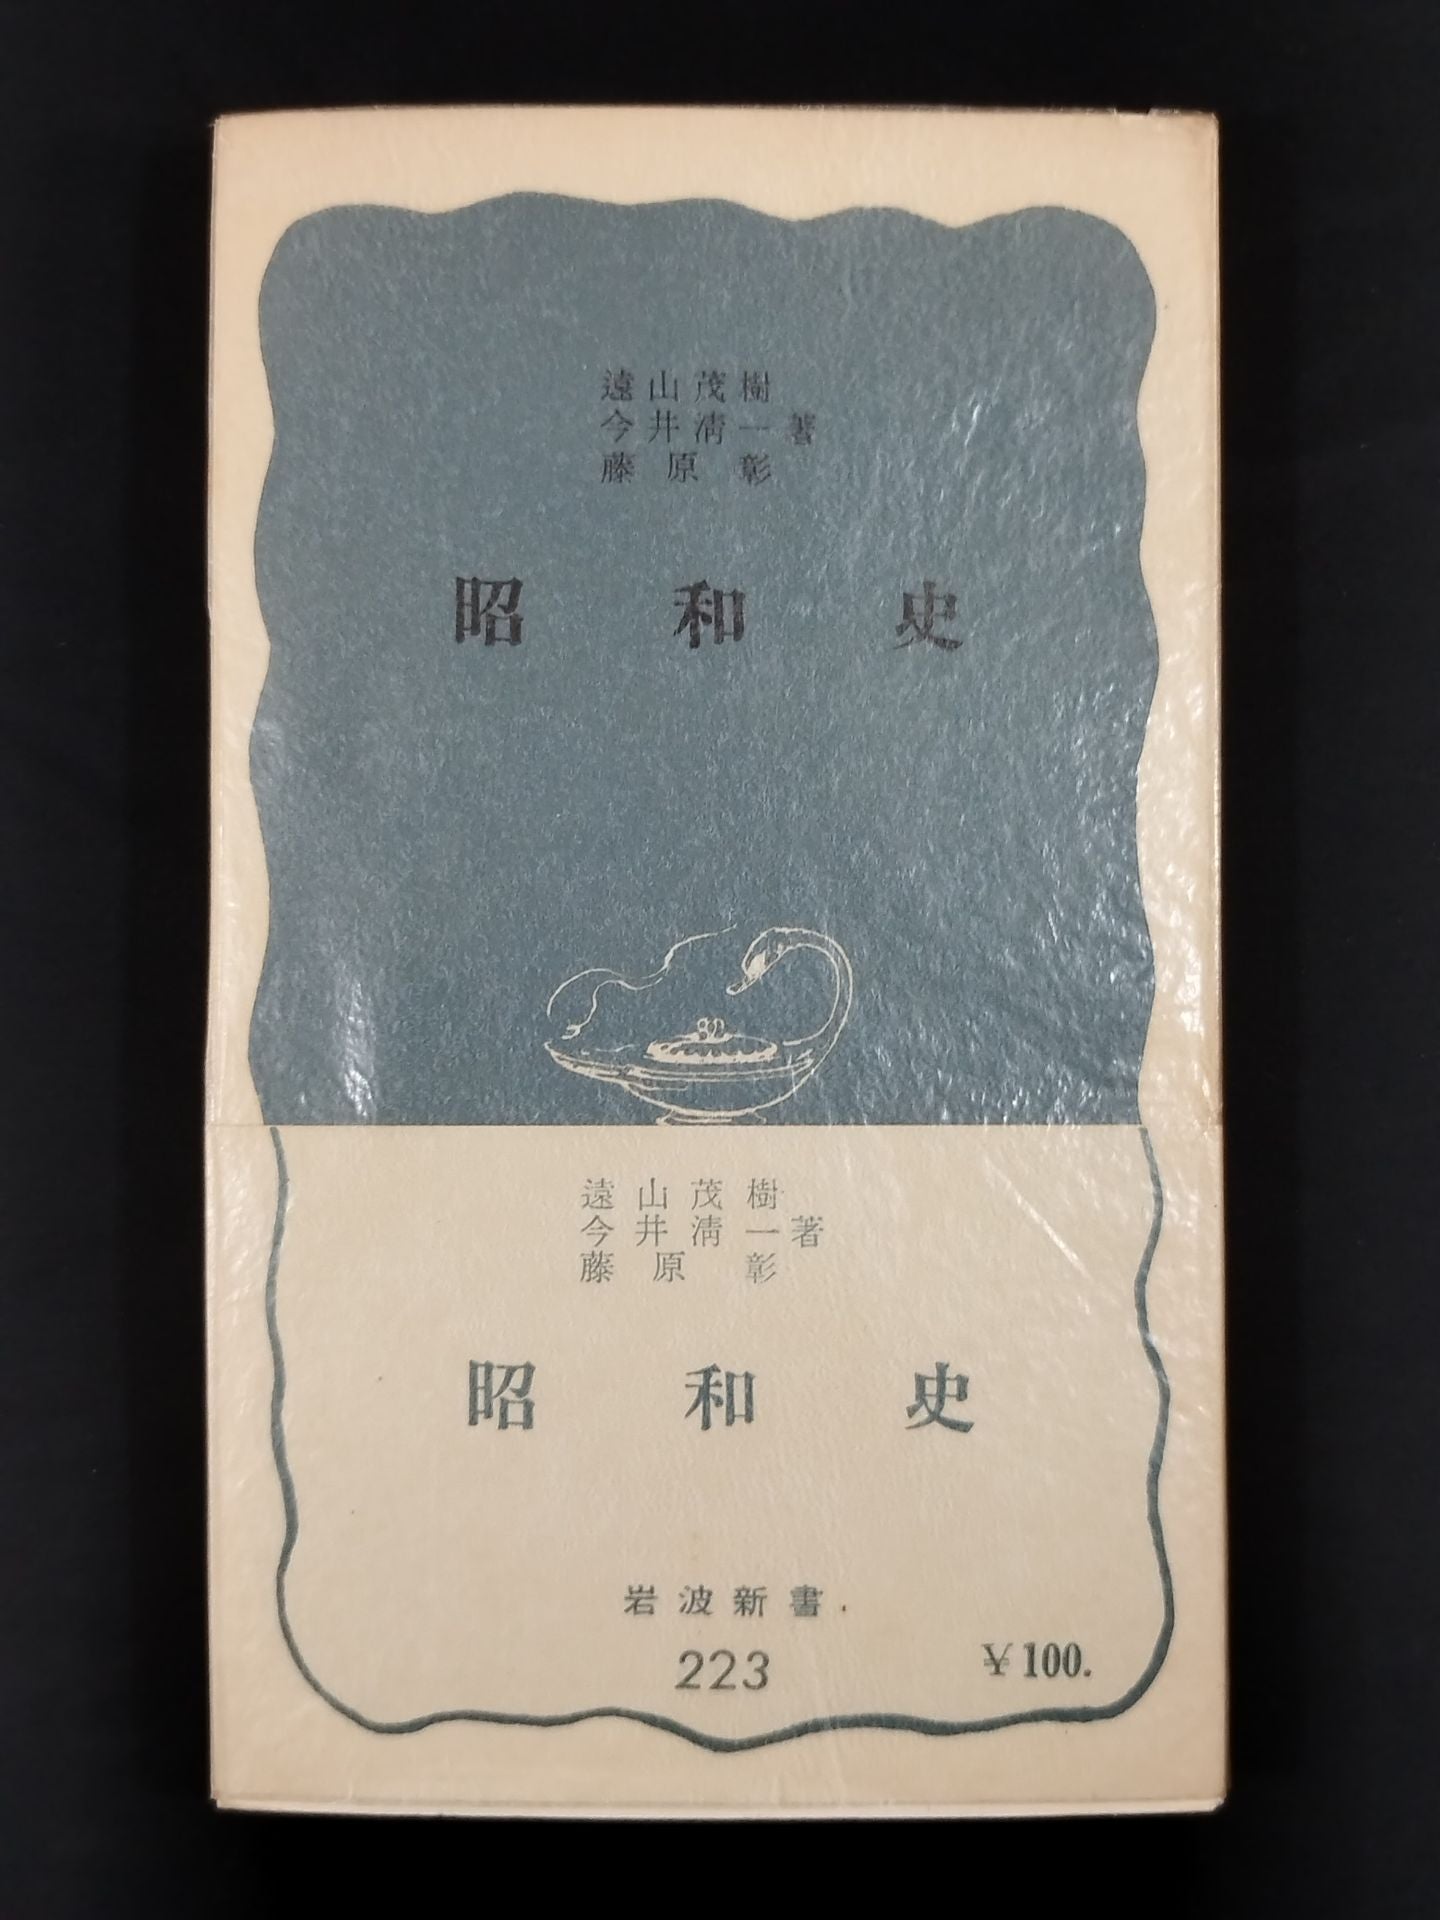 遠山茂樹
今井清一著
藤原彰
昭和史
遠山茂樹
今井清一著
藤原彰
昭和史
岩波新書
223
¥100.